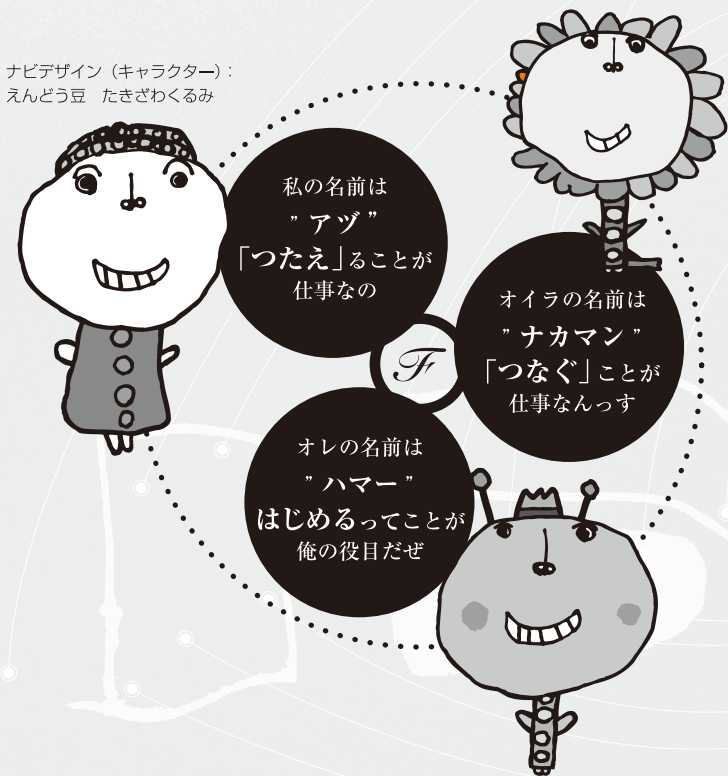 ナビデザイン（キャラクター）：
えんどう豆　たきざわくるみ
私の名前は
”アヅ”
「つたえ」ることが
仕事なの
オイラの名前は
”ナカマン”
「つなぐ」ことが
仕事なんっす
F
オレの名前は
”ハマー”
はじめるってことが
俺の役目だぜ